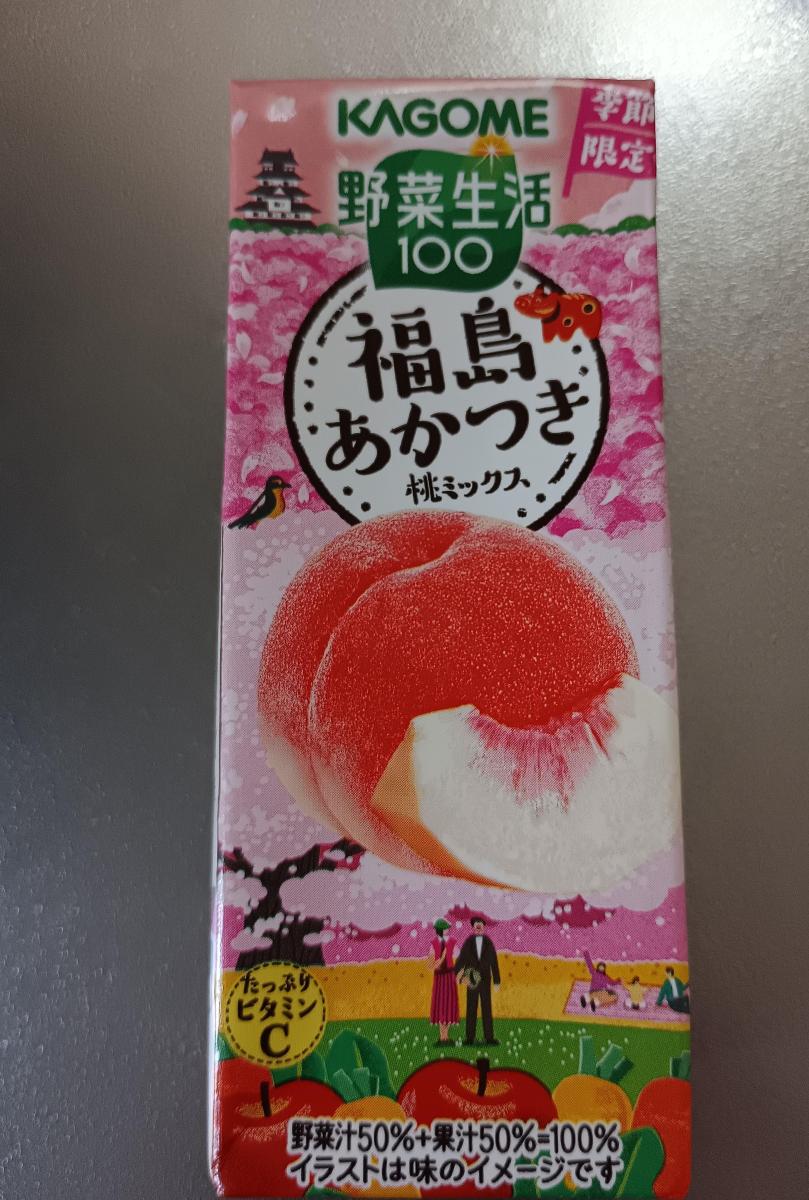 KAGOME
季節
限定
野菜生活
100
福島
あかつき
桃ミックス
たっぷり
ビタミン
C
野菜汁50%+果汁50%=100%
イラストは味のイメージです